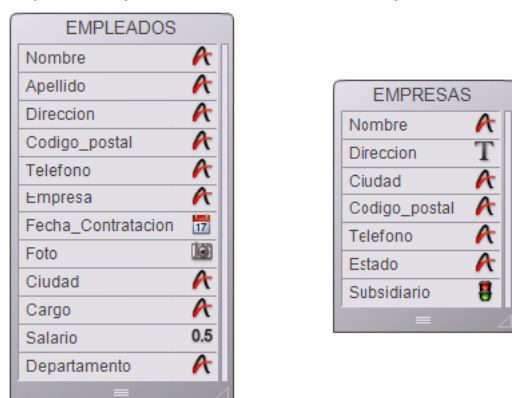 EMPLEADOS
Nombre
Apellido
Direccion
Codigo_postal
Telefono
Empresa
Fecha_Contratacion 17
Foto
Ciudad
Cargo
Salario 0.5
Departamento
EMPRESAS
Nombre
Direccion T
Ciudad
Codigo_postal
Telefono
Estado
Subsidiario